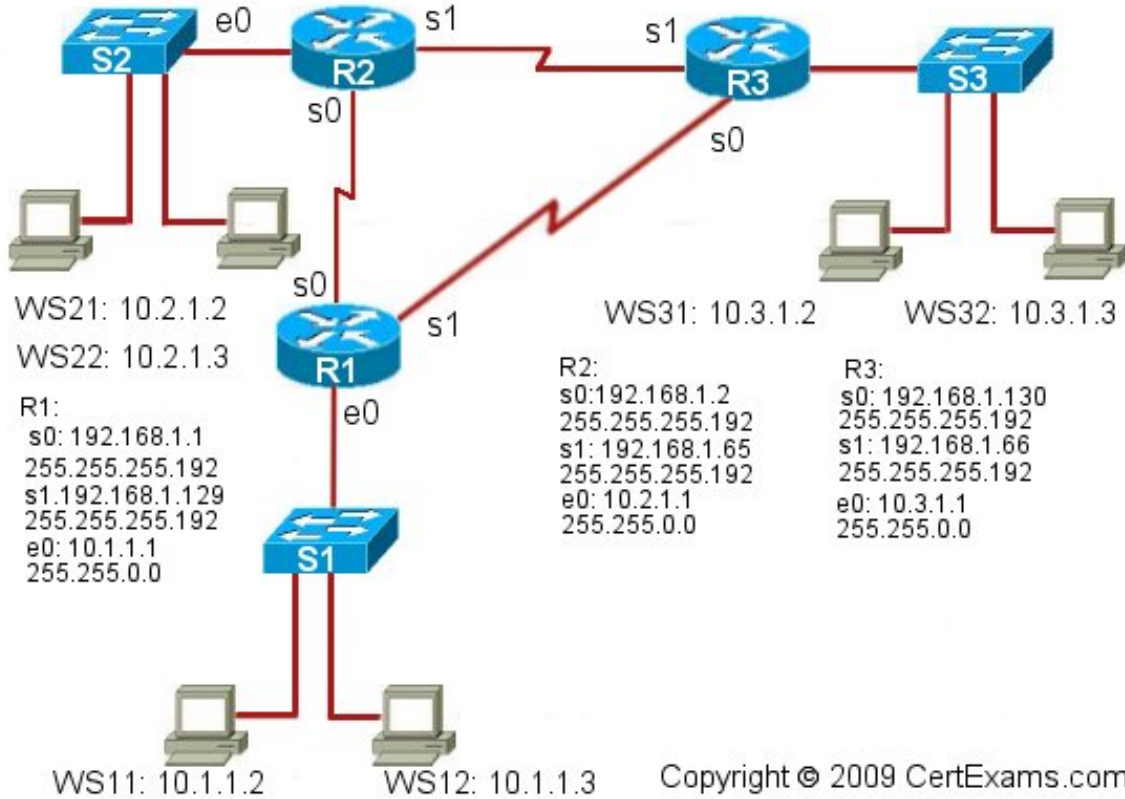 e0
s1
s1
S2
R2
R3
S3
s0
s0
WS21: 10.2.1.2
WS22: 10.2.1.3
s0
s1
R1
e0
WS31: 10.3.1.2
WS32: 10.3.1.3
R1:
s0: 192.168.1.1
255.255.255.192
s1.192.168.1.129
255.255.255.192
e0: 10.1.1.1
255.255.0.0
R2:
s0:192.168.1.2
255.255.255.192
s1: 192.168.1.65
255.255.255.192
e0: 10.2.1.1
255.255.0.0
R3:
s0: 192.168.1.130
255.255.255.192
s1: 192.168.1.66
255.255.255.192
e0: 10.3.1.1
255.255.0.0
S1
WS11: 10.1.1.2
WS12: 10.1.1.3
Copyright © 2009 CertExams.com